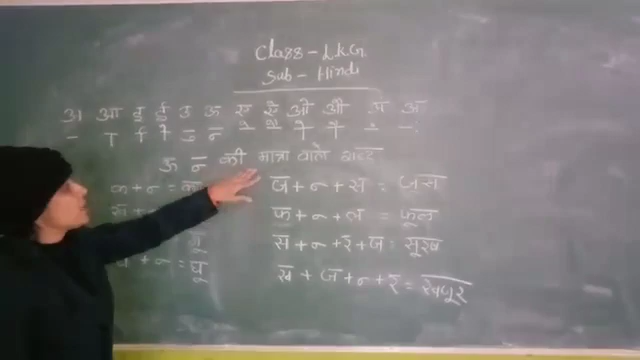 Class - L.K.G.
Sub - Hindi
अ आ इ ई उ ऊ ए ऐ ओ औ अं अः
ऊ ू की मात्रा वाले शब्द
क + ू = कू
ज + ू + स = जूस
फ + ू + ल = फूल
गू
स + ू + र + ज = सूरज
घ + ू = घू
ख + ज + ू + र = खजूर